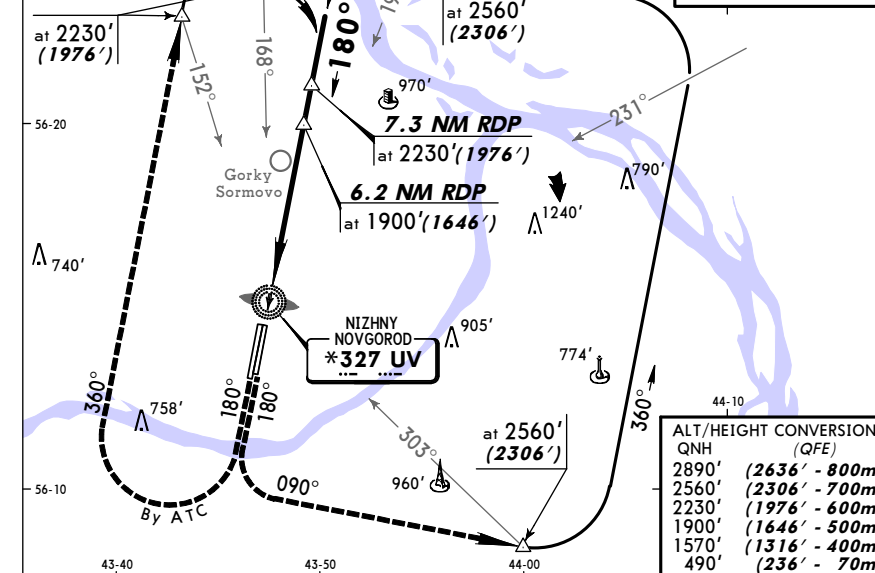 at 2230'
(1976')
152°
168°
180°
at 2560'
(2306')
970'
231°
56-20
7.3 NM RDP
at 2230'(1976')
Gorky
Sormovo
6.2 NM RDP
at 1900'(1646')
790'
1240'
740'
NIZHNY
NOVGOROD
*327 UV
905'
774'
360°
758'
180°
180°
303°
at 2560'
(2306')
360°
44-10
56-10
By ATC
090°
960'
43-40
43-50
44-00
ALT/HEIGHT CONVERSION
QNH (QFE)
2890' (2636' - 800m
2560' (2306' - 700m
2230' (1976' - 600m
1900' (1646' - 500m
1570' (1316' - 400m
490' (236' - 70m